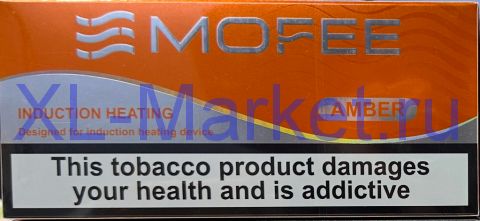 MOFEE
XL-Market.ru
INDUCTION HEATING
AMBER
Designed for induction heating device
This tobacco product damages
your health and is addictive